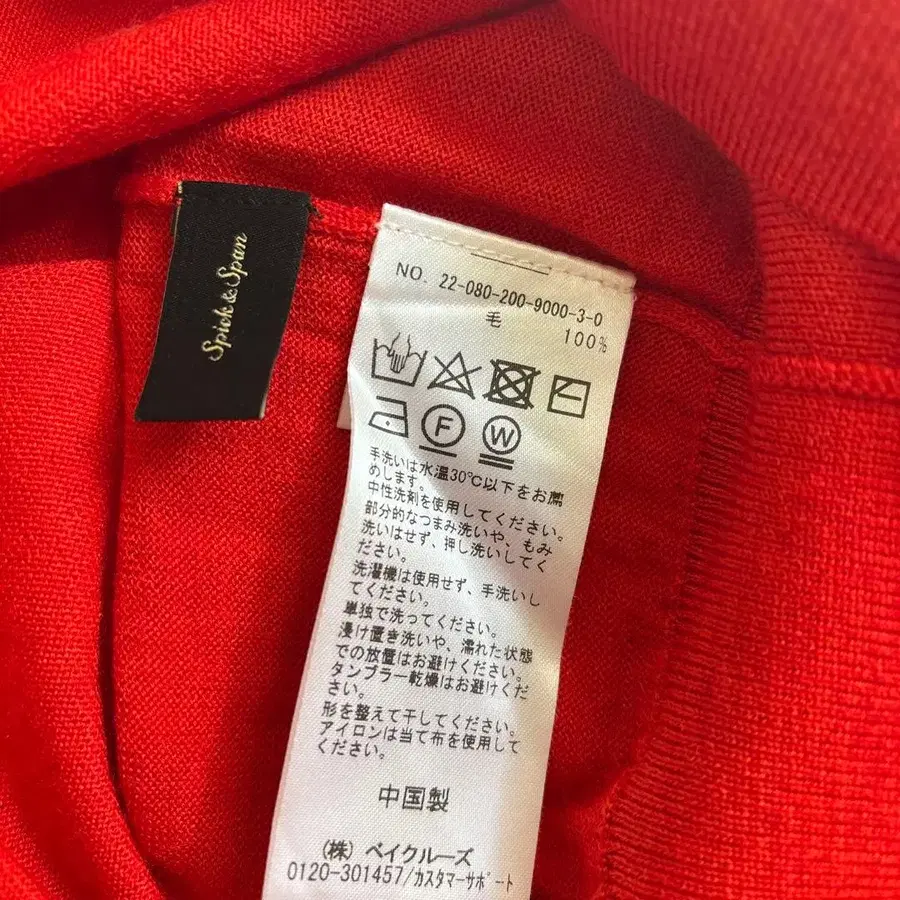 Spick & Span
NO. 22-080-200-9000-3-0
毛 100%
F W
手洗いは水温30℃以下をお薦
めします。
中性洗剤を使用してください。
部分的なつまみ洗いや、もみ
洗いはせず、押し洗いしてく
ださい。
洗濯機は使用せず、手洗いし
てください。
単独で洗ってください。
浸け置き洗いや、濡れた状態
での放置はお避けください。
タンブラー乾燥はお避けくだ
さい。
形を整えて干してください。
アイロンは当て布を使用して
ください。
中国製
(株) ベイクルーズ
0120-301457/カスタマーサポート